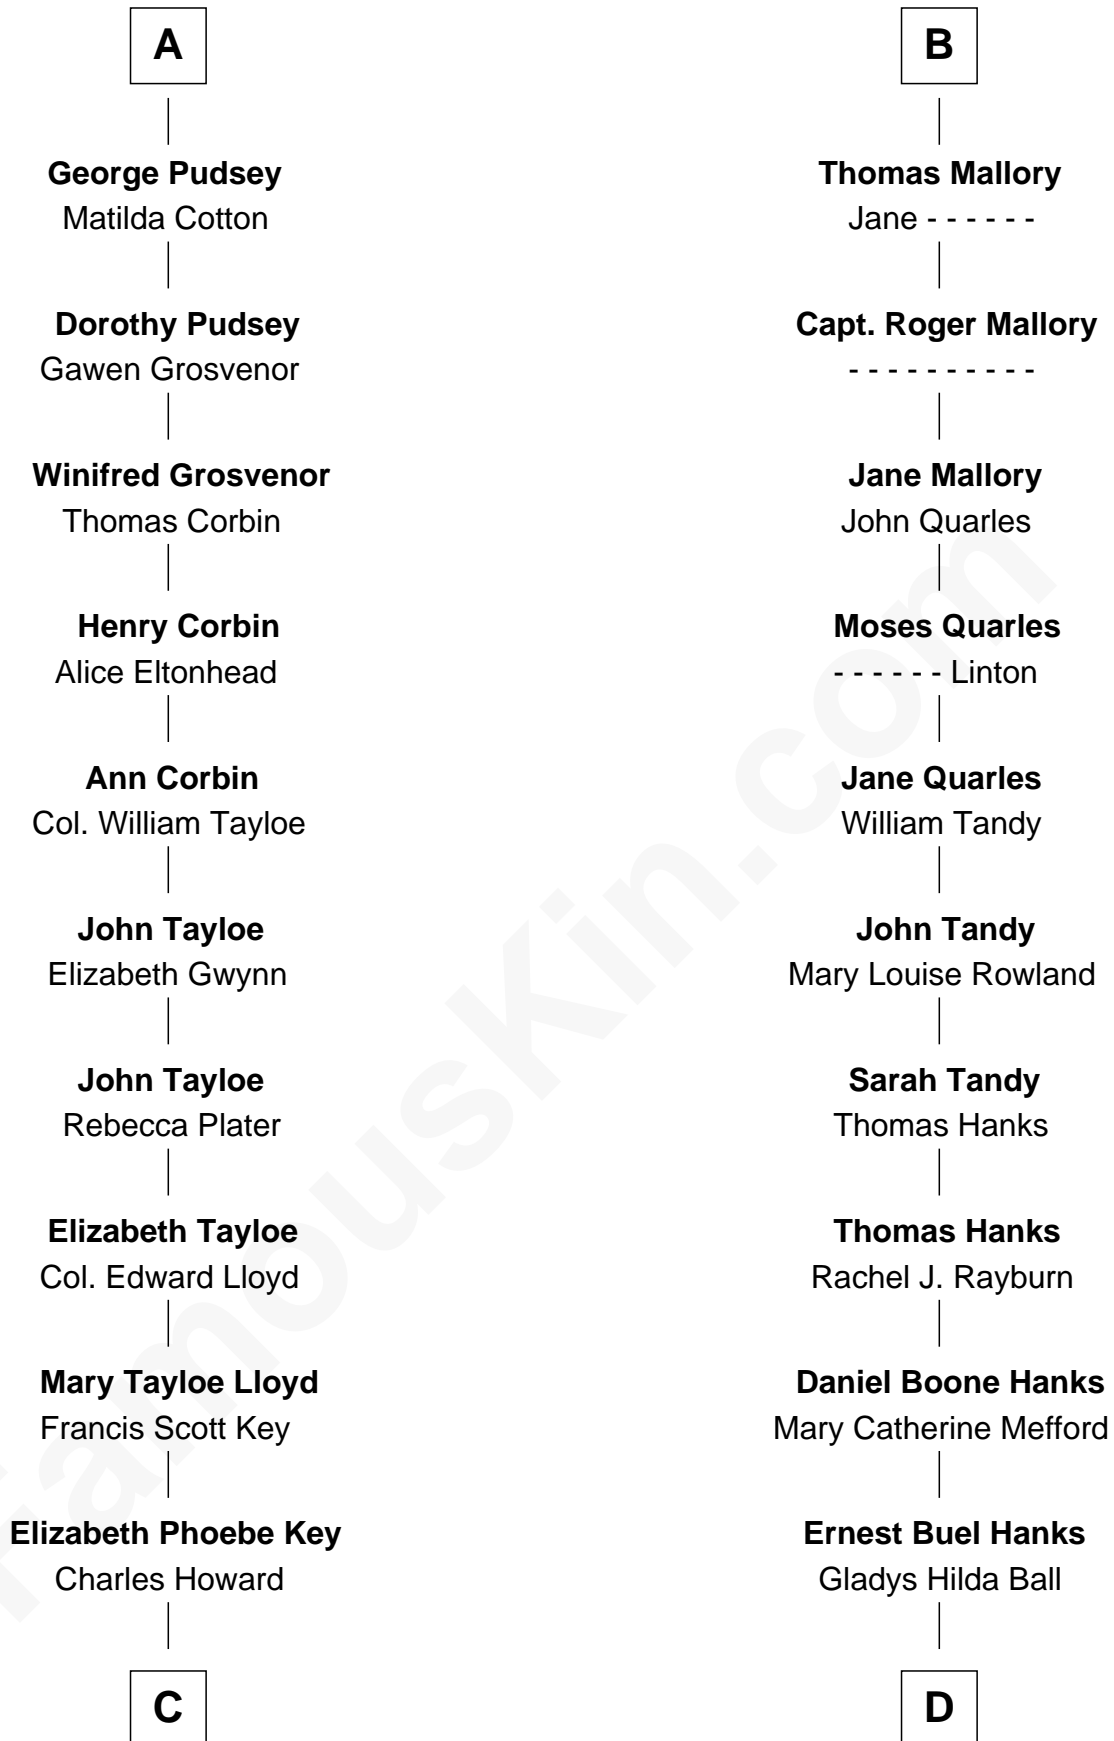 A
George Pudsey
Matilda Cotton
Dorothy Pudsey
Gawen Grosvenor
Winifred Grosvenor
Thomas Corbin
Henry Corbin
Alice Eltonhead
Ann Corbin
Col. William Tayloe
John Tayloe
Elizabeth Gwynn
John Tayloe
Rebecca Plater
Elizabeth Tayloe
Col. Edward Lloyd
Mary Tayloe Lloyd
Francis Scott Key
Elizabeth Phoebe Key
Charles Howard
C
B
Thomas Mallory
Jane - - - - - -
Capt. Roger Mallory
- - - - - - - - - -
Jane Mallory
John Quarles
Moses Quarles
- - - - - - Linton
Jane Quarles
William Tandy
John Tandy
Mary Louise Rowland
Sarah Tandy
Thomas Hanks
Thomas Hanks
Rachel J. Rayburn
Daniel Boone Hanks
Mary Catherine Mefford
Ernest Buel Hanks
Gladys Hilda Ball
D
FamousKin.com